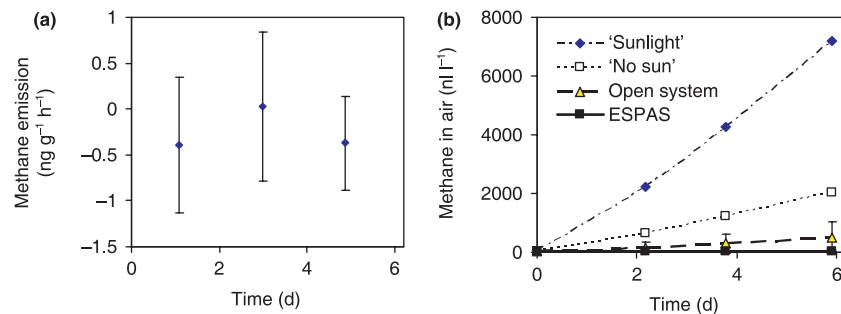 (a)
Methane emission
(ng g⁻¹ h⁻¹)
1
0.5
0
−0.5
−1
−1.5
0
2
4
6
Time (d)
(b)
Methane in air (nl l⁻¹)
8000
6000
4000
2000
0
'Sunlight'
'No sun'
Open system
ESPAS
0
2
4
6
Time (d)